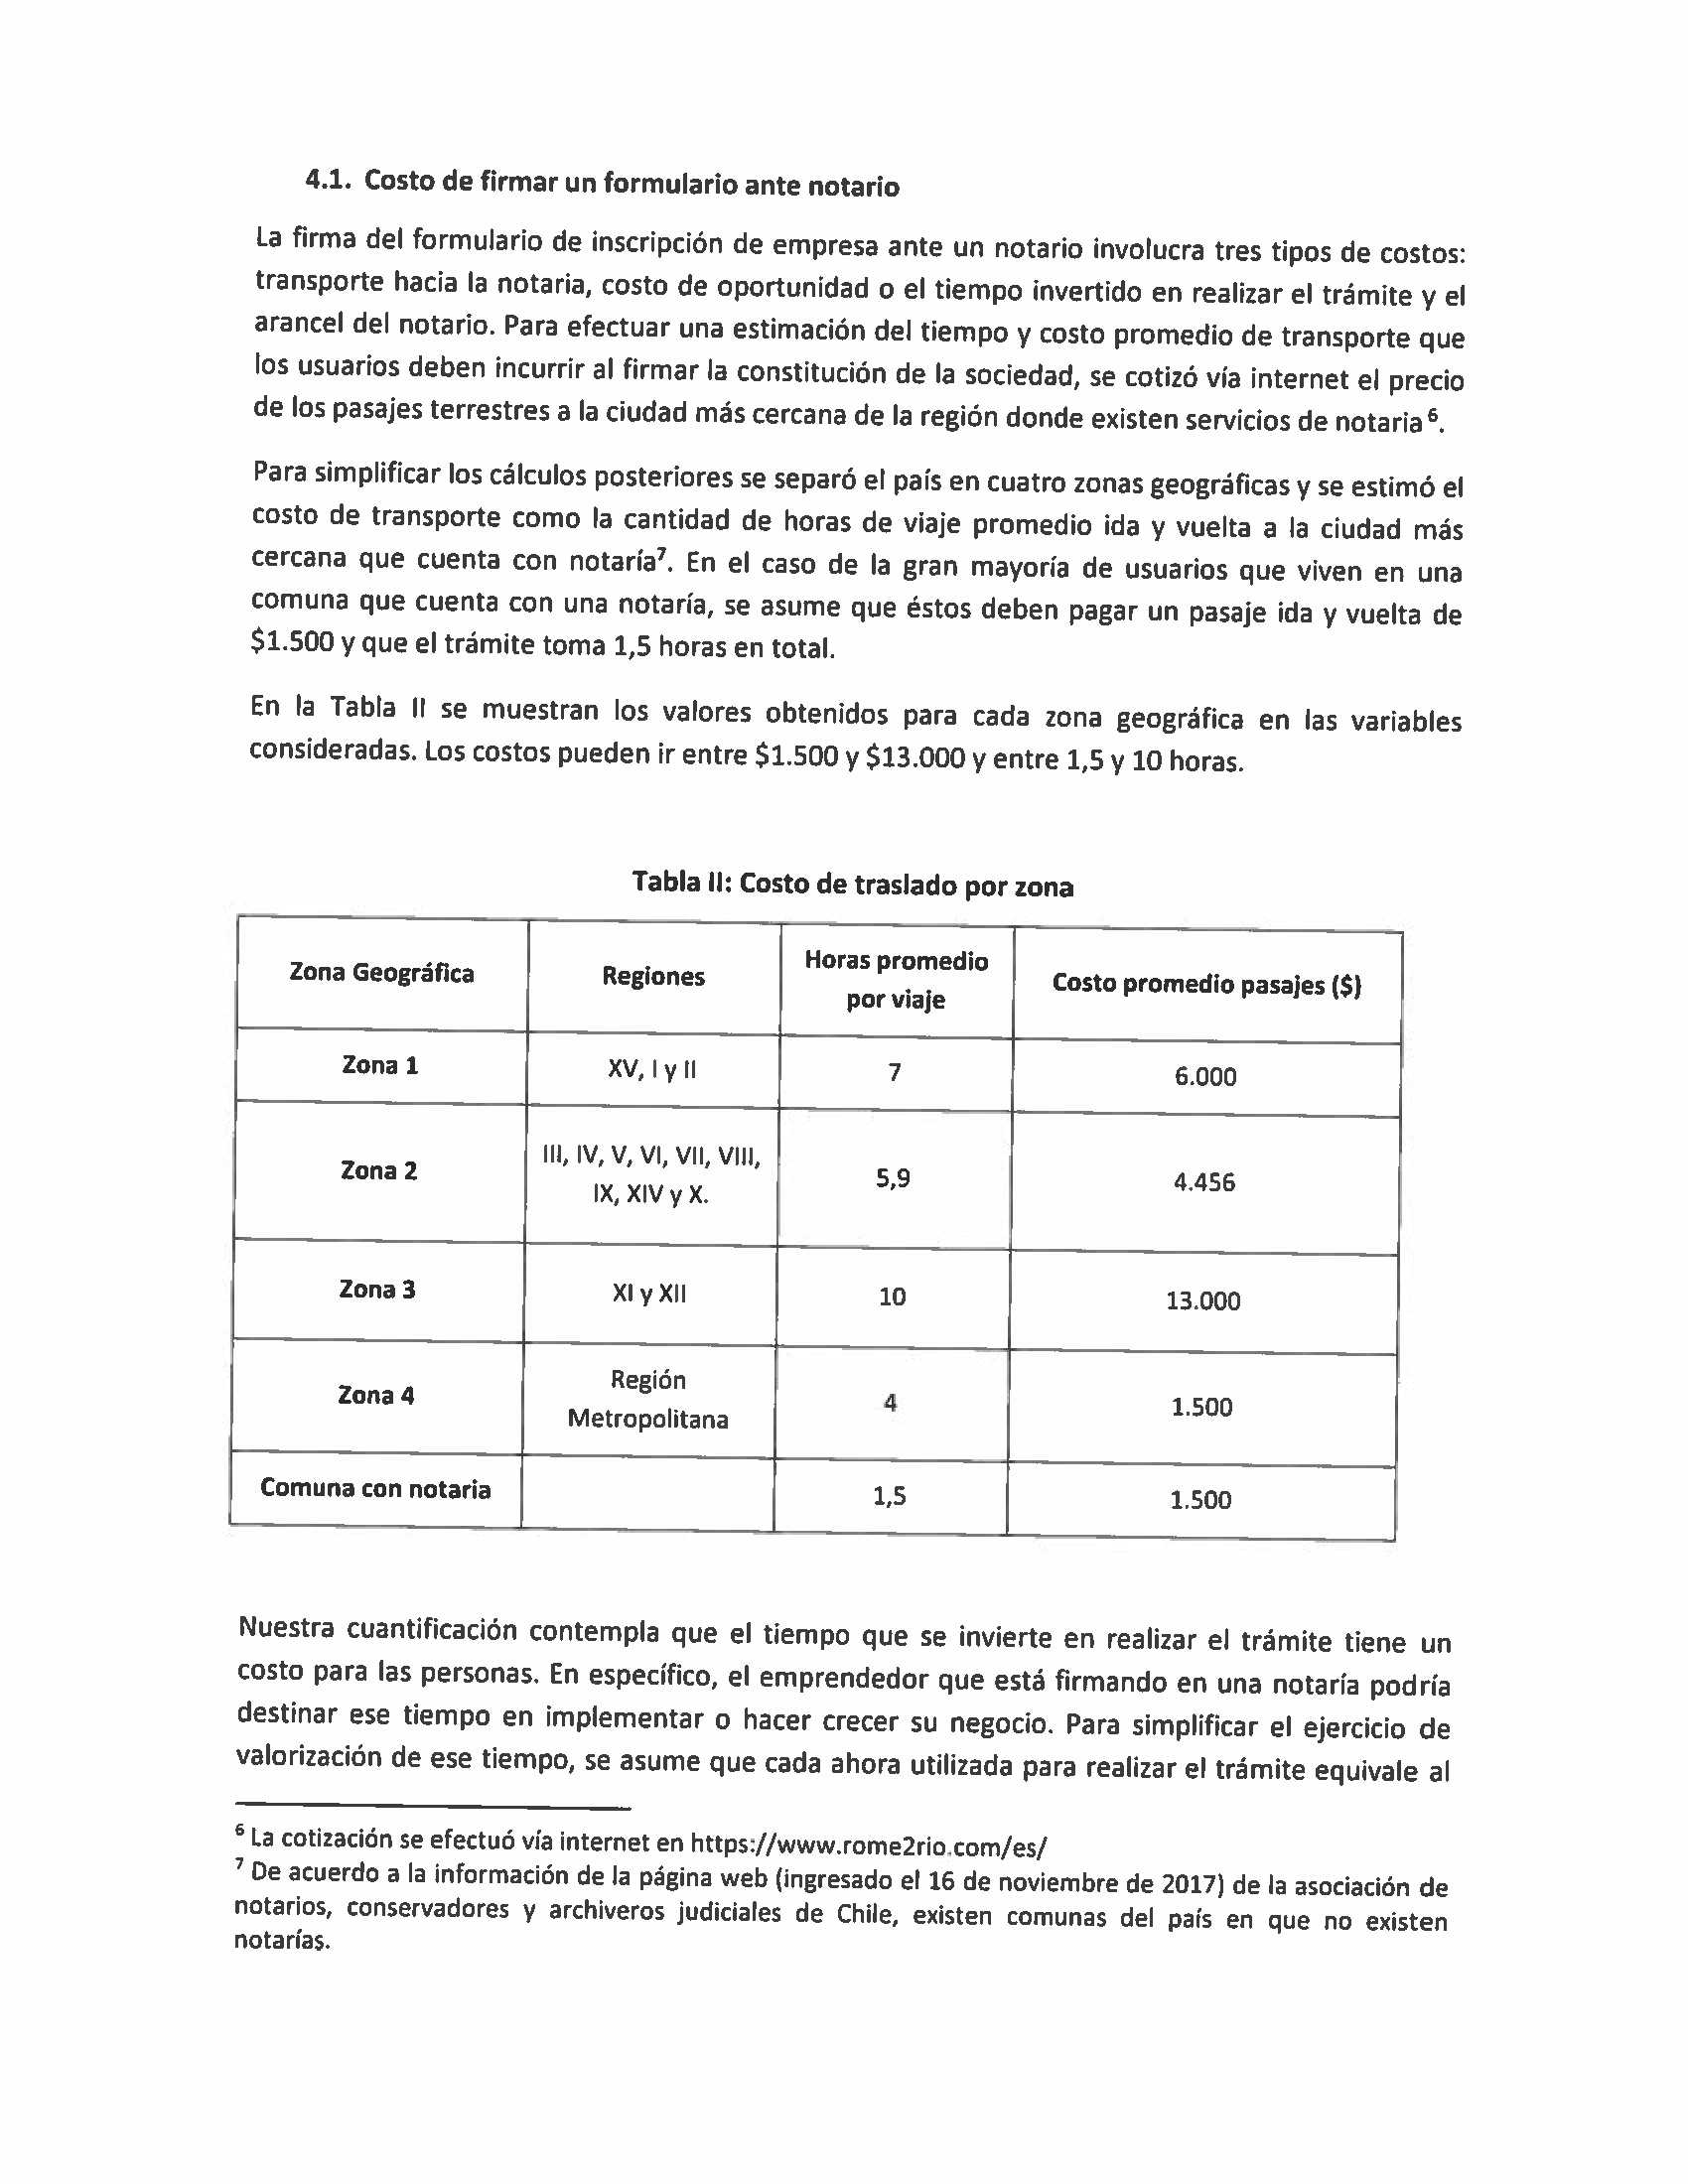 4.1. Costo de firmar un formulario ante notario
La firma del formulario de inscripción de empresa ante un notario involucra tres tipos de costos:
transporte hacia la notaria, costo de oportunidad o el tiempo invertido en realizar el trámite y el
arancel del notario. Para efectuar una estimación del tiempo y costo promedio de transporte que
los usuarios deben incurrir al firmar la constitución de la sociedad, se cotizó vía internet el precio
de los pasajes terrestres a la ciudad más cercana de la región donde existen servicios de notaria⁶.
Para simplificar los cálculos posteriores se separó el país en cuatro zonas geográficas y se estimó el
costo de transporte como la cantidad de horas de viaje promedio ida y vuelta a la ciudad más
cercana que cuenta con notaría⁷. En el caso de la gran mayoría de usuarios que viven en una
comuna que cuenta con una notaría, se asume que éstos deben pagar un pasaje ida y vuelta de
$1.500 y que el trámite toma 1,5 horas en total.
En la Tabla II se muestran los valores obtenidos para cada zona geográfica en las variables
consideradas. Los costos pueden ir entre $1.500 y $13.000 y entre 1,5 y 10 horas.
Tabla II: Costo de traslado por zona
Zona Geográfica Regiones Horas promedio por viaje Costo promedio pasajes ($)
Zona 1 XV, I y II 7 6.000
Zona 2 III, IV, V, VI, VII, VIII, IX, XIV y X. 5,9 4.456
Zona 3 XI y XII 10 13.000
Zona 4 Región Metropolitana 4 1.500
Comuna con notaria 1,5 1.500
Nuestra cuantificación contempla que el tiempo que se invierte en realizar el trámite tiene un
costo para las personas. En específico, el emprendedor que está firmando en una notaría podría
destinar ese tiempo en implementar o hacer crecer su negocio. Para simplificar el ejercicio de
valorización de ese tiempo, se asume que cada ahora utilizada para realizar el trámite equivale al
⁶ La cotización se efectuó vía internet en https://www.rome2rio.com/es/
⁷ De acuerdo a la información de la página web (ingresado el 16 de noviembre de 2017) de la asociación de
notarios, conservadores y archiveros judiciales de Chile, existen comunas del país en que no existen
notarías.